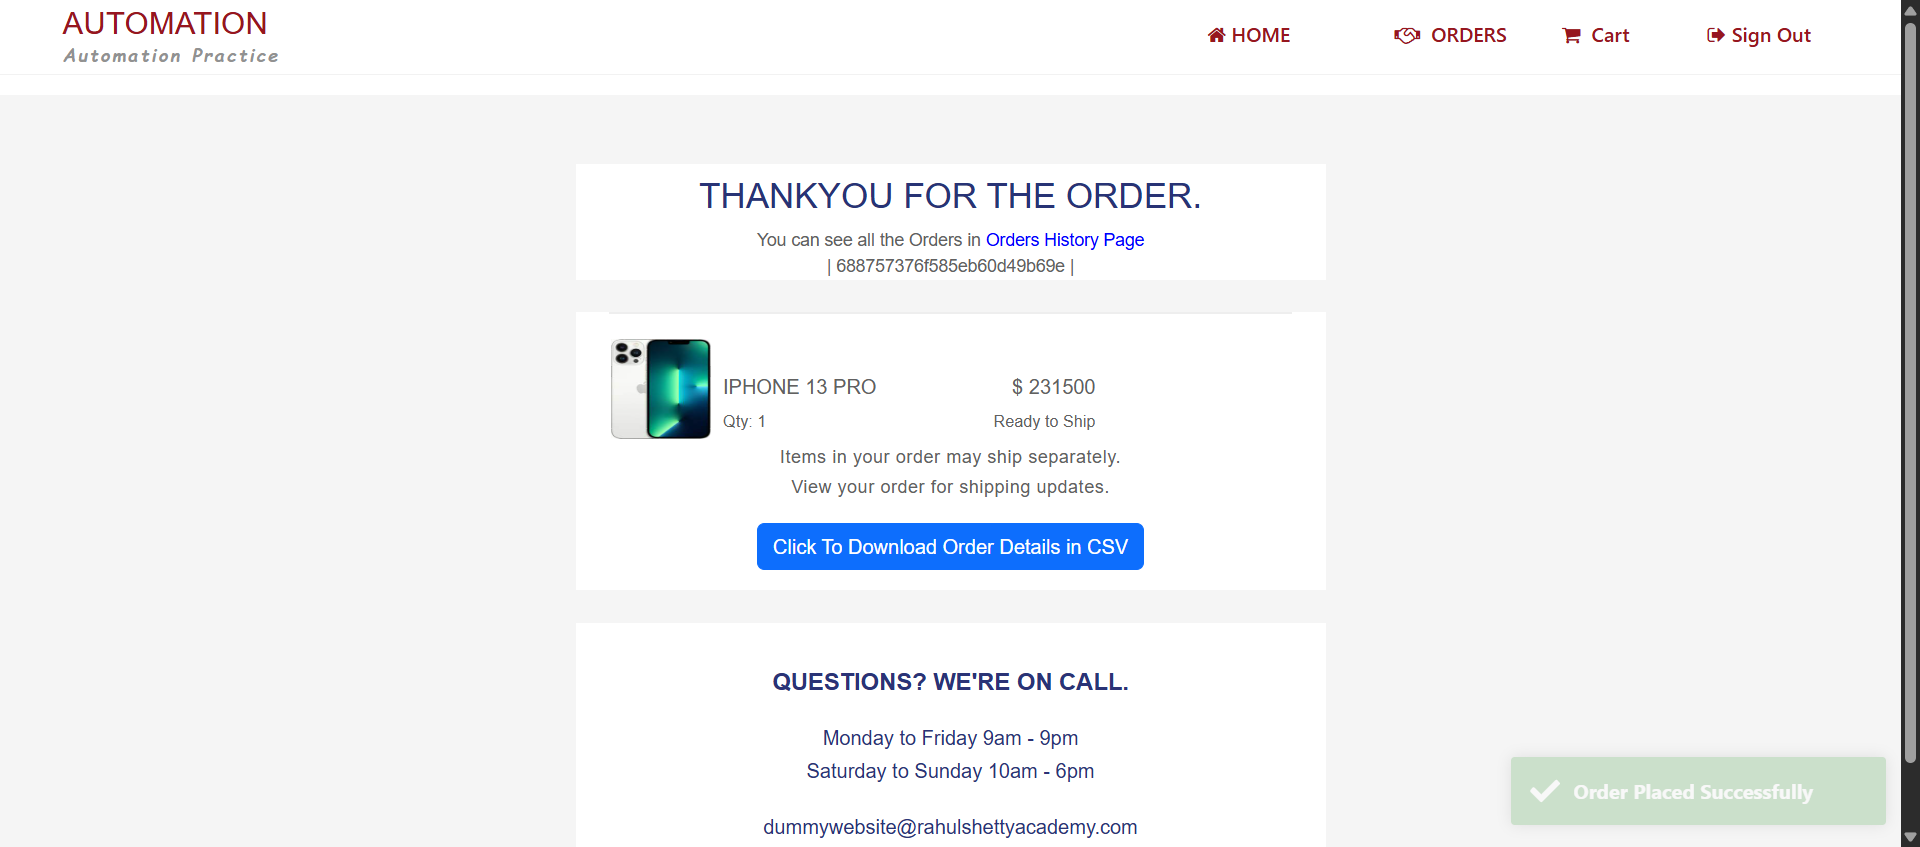 AUTOMATION
Automation Practice
HOME
ORDERS
Cart
Sign Out
THANKYOU FOR THE ORDER.
You can see all the Orders in Orders History Page
| 688757376f585eb60d49b69e |
IPHONE 13 PRO
$ 231500
Qty: 1
Ready to Ship
Items in your order may ship separately.
View your order for shipping updates.
Click To Download Order Details in CSV
QUESTIONS? WE'RE ON CALL.
Monday to Friday 9am - 9pm
Saturday to Sunday 10am - 6pm
dummywebsite@rahulshettyacademy.com
Order Placed Successfully